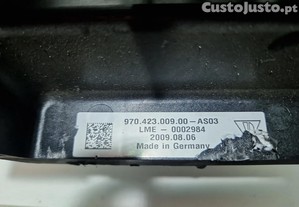 CustoJusto.pt
970.423.009.00-AS03
LME - 0002984
2009.08.06
Made in Germany